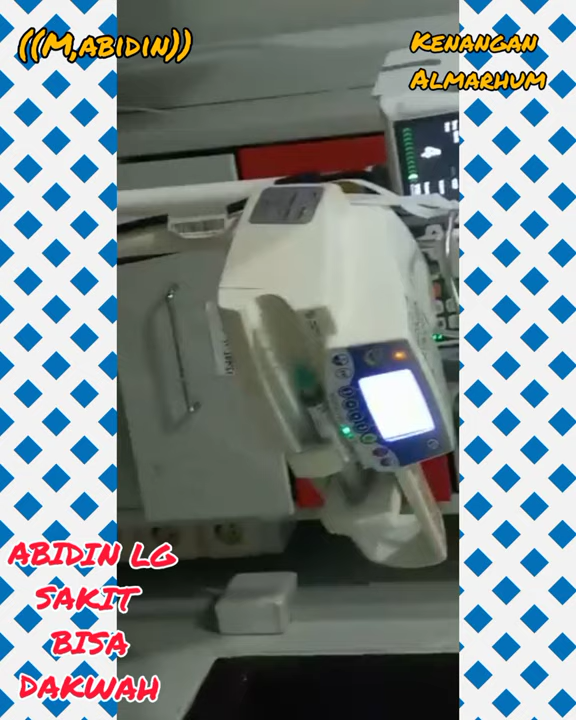 ((M,ABIDIN))
KENANGAN
ALMARHUM
ABIDIN LG
SAKIT
BISA
DAKWAH